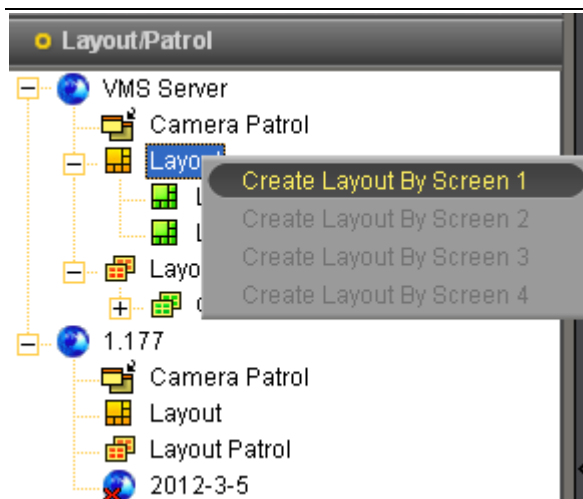 Layout/Patrol
VMS Server
Camera Patrol
Create Layout By Screen 1
Create Layout By Screen 2
Create Layout By Screen 3
Create Layout By Screen 4
1.177
Camera Patrol
Layout
Layout Patrol
2012-3-5